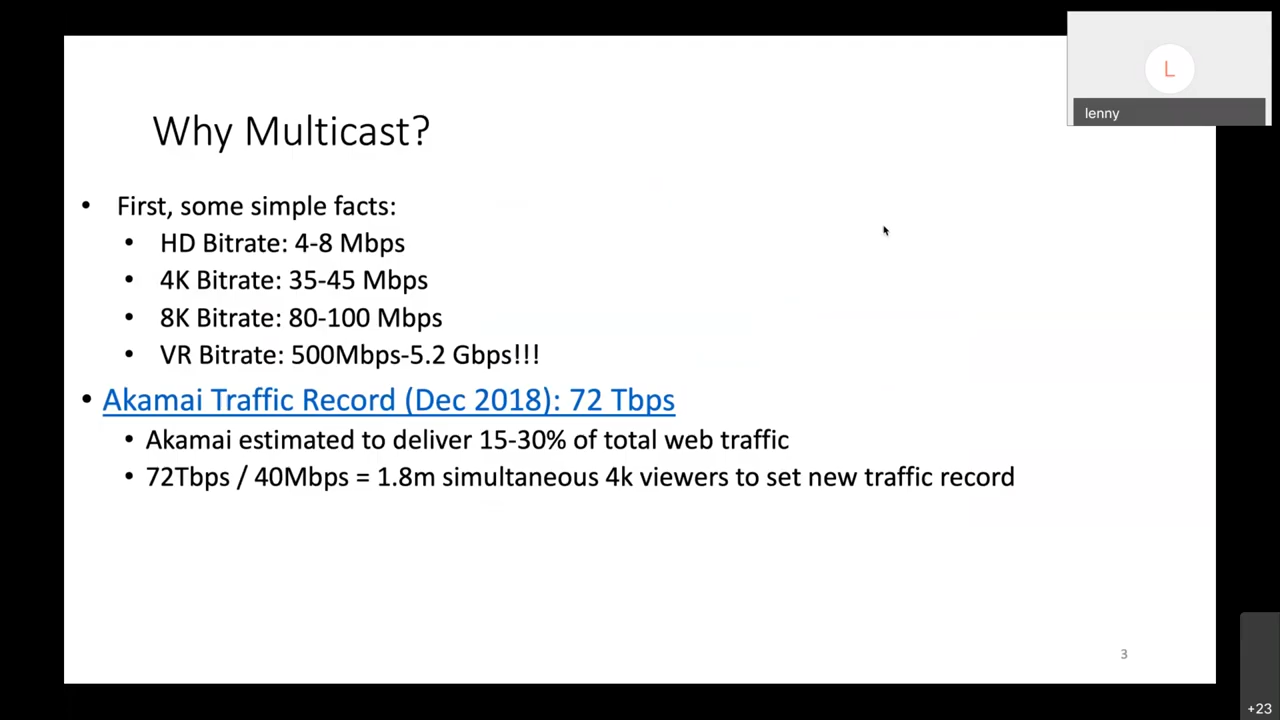 L
lenny
Why Multicast?
• First, some simple facts:
• HD Bitrate: 4-8 Mbps
• 4K Bitrate: 35-45 Mbps
• 8K Bitrate: 80-100 Mbps
• VR Bitrate: 500Mbps-5.2 Gbps!!!
• Akamai Traffic Record (Dec 2018): 72 Tbps
• Akamai estimated to deliver 15-30% of total web traffic
• 72Tbps / 40Mbps = 1.8m simultaneous 4k viewers to set new traffic record
3
+23